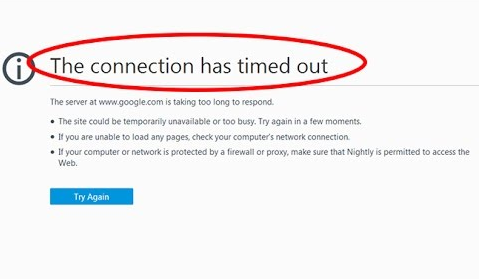 The connection has timed out
The server at www.google.com is taking too long to respond.
The site could be temporarily unavailable or too busy. Try again in a few moments.
If you are unable to load any pages, check your computer's network connection.
If your computer or network is protected by a firewall or proxy, make sure that Nightly is permitted to access the
Web.
Try Again